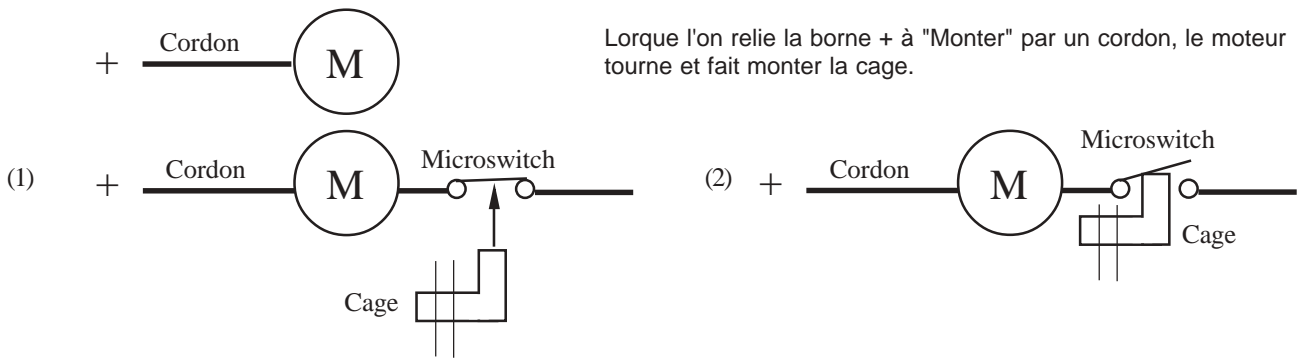 + Cordon M
Lorque l'on relie la borne + à "Monter" par un cordon, le moteur
tourne et fait monter la cage.
(1) + Cordon M Microswitch
Cage
(2) + Cordon M Microswitch
Cage